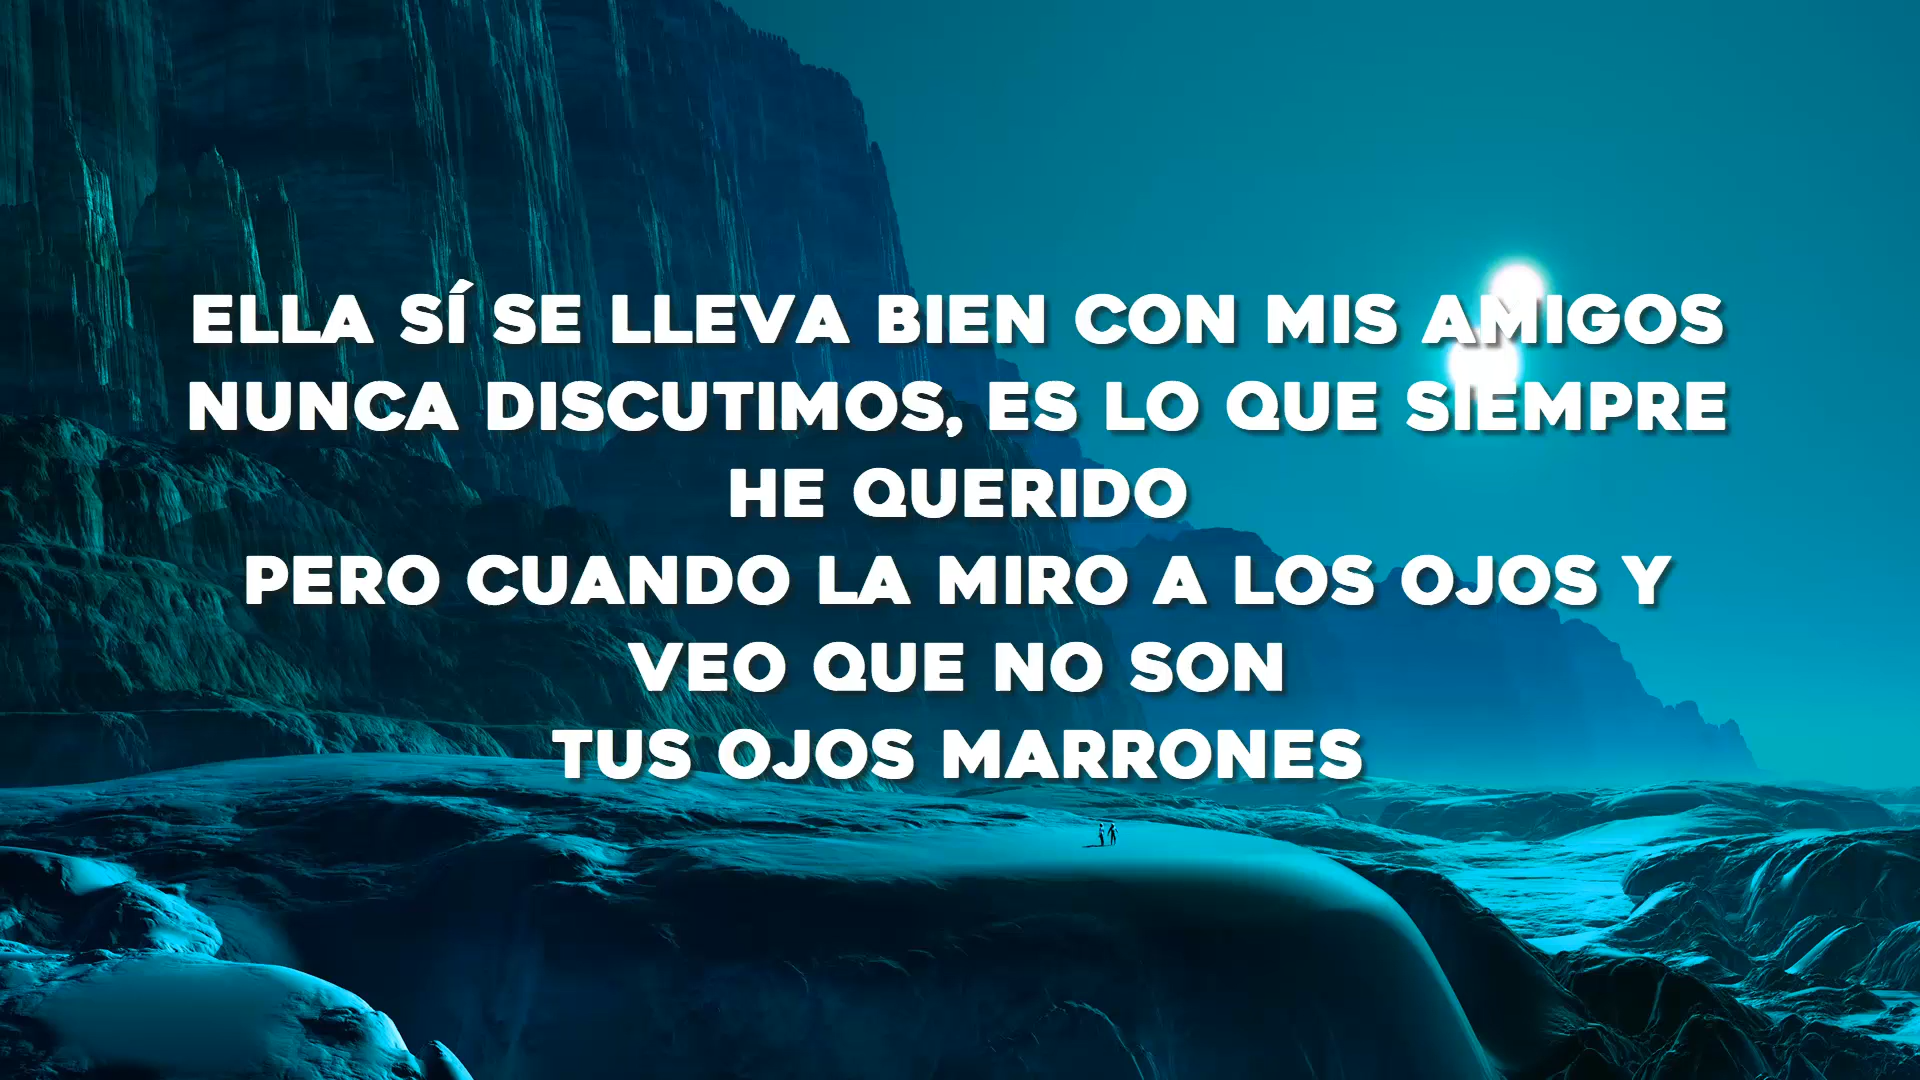 ELLA SÍ SE LLEVA BIEN CON MIS AMIGOS
NUNCA DISCUTIMOS, ES LO QUE SIEMPRE
HE QUERIDO
PERO CUANDO LA MIRO A LOS OJOS Y
VEO QUE NO SON
TUS OJOS MARRONES